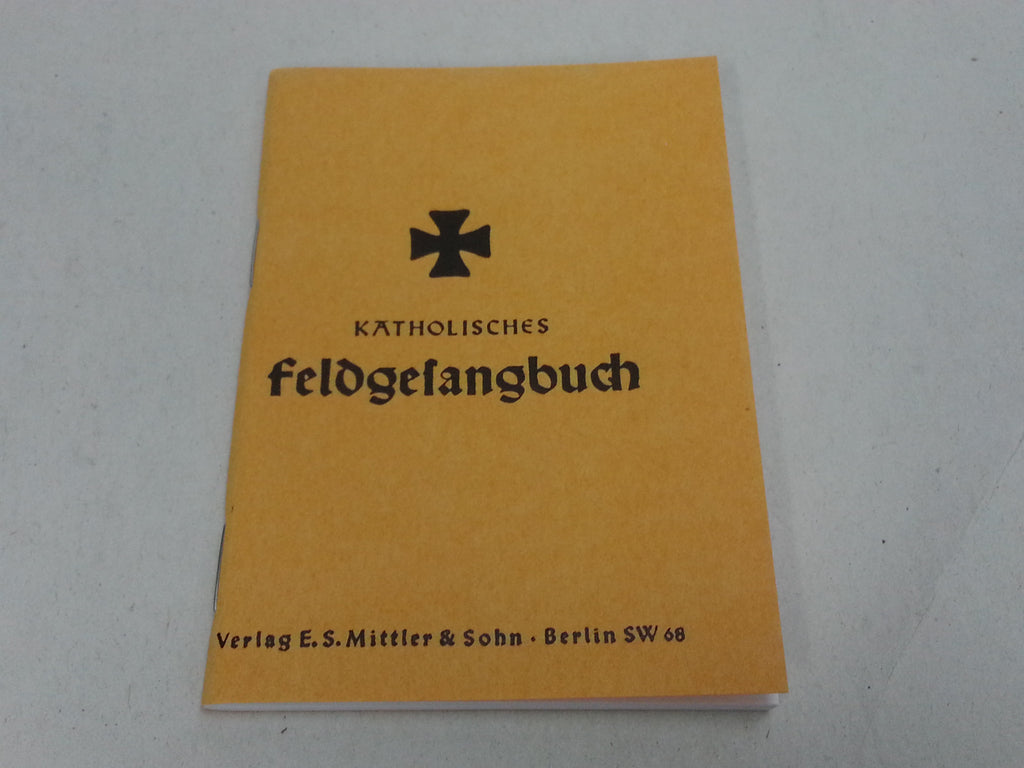 KATHOLISCHES
Feldgeſangbuch
Verlag E. S. Mittler & Sohn · Berlin SW 68